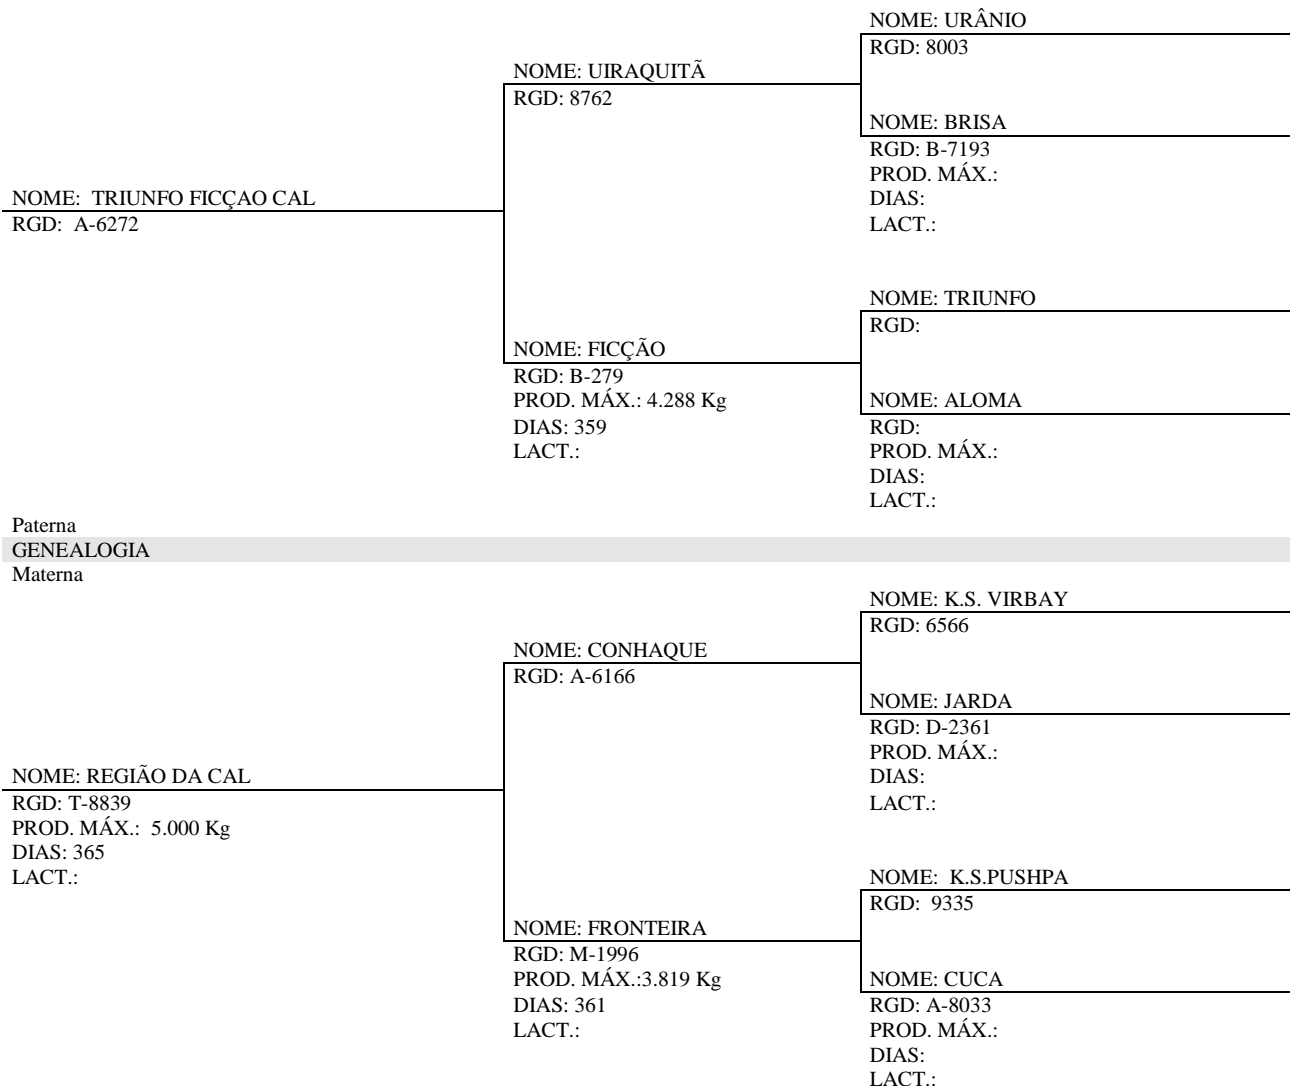 NOME: URÂNIO
RGD: 8003
NOME: UIRAQUITÃ
RGD: 8762
NOME: BRISA
RGD: B-7193
PROD. MÁX.:
DIAS:
LACT.:
NOME: TRIUNFO FICÇAO CAL
RGD: A-6272
NOME: TRIUNFO
RGD:
NOME: FICÇÃO
RGD: B-279
PROD. MÁX.: 4.288 Kg
DIAS: 359
LACT.:
NOME: ALOMA
RGD:
PROD. MÁX.:
DIAS:
LACT.:
Paterna
GENEALOGIA
Materna
NOME: K.S. VIRBAY
RGD: 6566
NOME: CONHAQUE
RGD: A-6166
NOME: JARDA
RGD: D-2361
PROD. MÁX.:
DIAS:
LACT.:
NOME: REGIÃO DA CAL
RGD: T-8839
PROD. MÁX.: 5.000 Kg
DIAS: 365
LACT.:
NOME: K.S.PUSHPA
RGD: 9335
NOME: FRONTEIRA
RGD: M-1996
PROD. MÁX.:3.819 Kg
DIAS: 361
LACT.:
NOME: CUCA
RGD: A-8033
PROD. MÁX.:
DIAS:
LACT.: